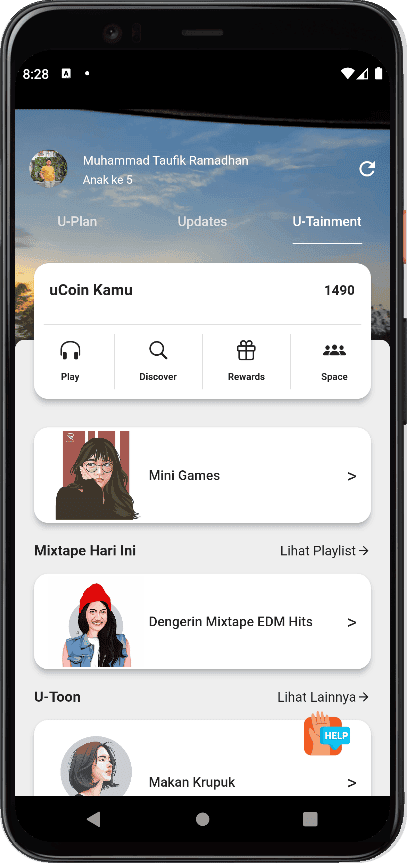 8:28 A
Muhammad Taufik Ramadhan
Anak ke 5
U-Plan Updates U-Tainment
uCoin Kamu 1490
Play Discover Rewards Space
Mini Games >
Mixtape Hari Ini Lihat Playlist→
Dengerin Mixtape EDM Hits >
U-Toon Lihat Lainnya→
HELP
Makan Krupuk >